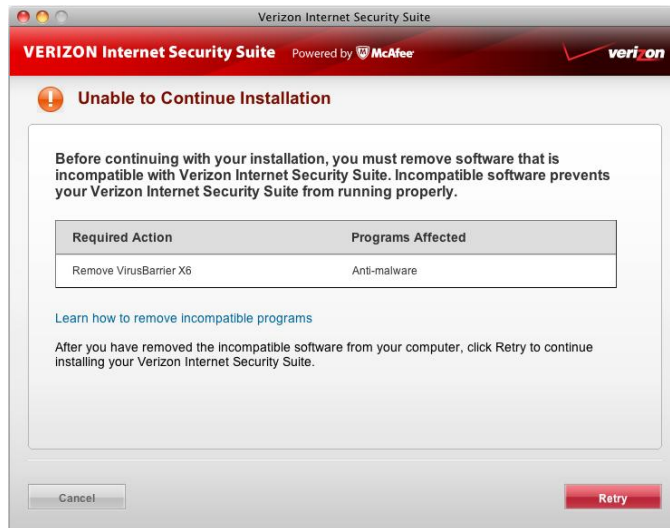 Verizon Internet Security Suite
VERIZON Internet Security Suite Powered by McAfee verizon
Unable to Continue Installation
Before continuing with your installation, you must remove software that is
incompatible with Verizon Internet Security Suite. Incompatible software prevents
your Verizon Internet Security Suite from running properly.
Required Action Programs Affected
Remove VirusBarrier X6 Anti-malware
Learn how to remove incompatible programs
After you have removed the incompatible software from your computer, click Retry to continue
installing your Verizon Internet Security Suite.
Cancel Retry